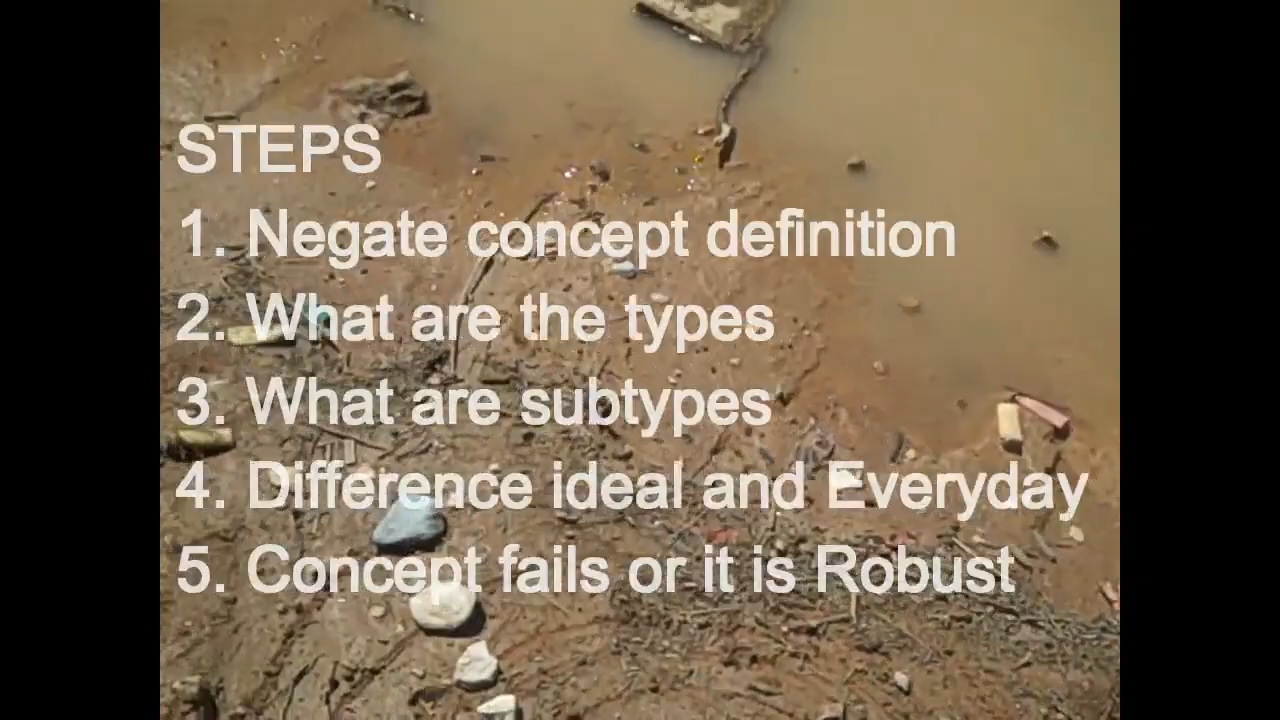 STEPS
1. Negate concept definition
2. What are the types
3. What are subtypes
4. Difference ideal and Everyday
5. Concept fails or it is Robust